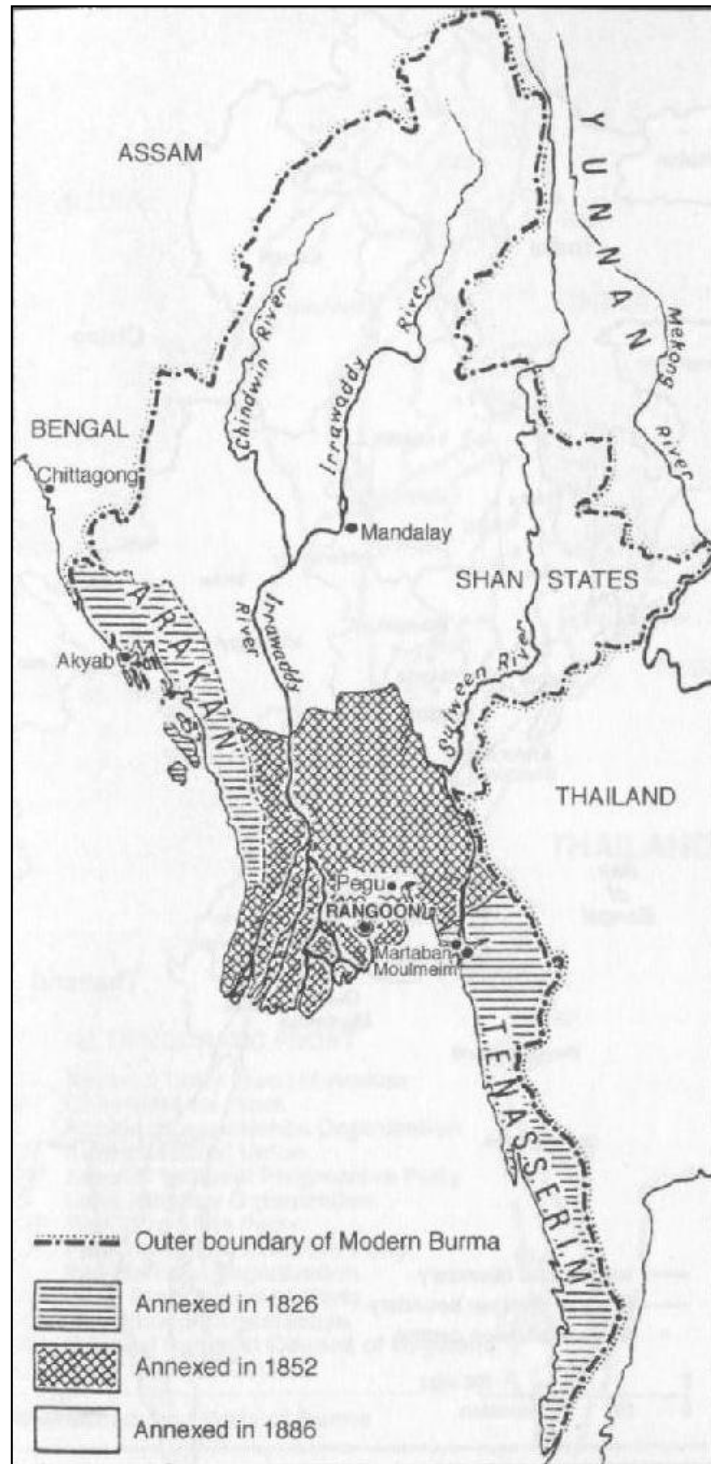 ASSAM
YUNNAN
Chindwin River
Irrawaddy River
Mekong River
BENGAL
Chittagong
Mandalay
SHAN STATES
Irrawaddy River
ARAKAN
Akyab
Sulween River
THAILAND
Pegu
RANGOON
Martaban
Moulmeim
TENASSERIM
Outer boundary of Modern Burma
Annexed in 1826
Annexed in 1852
Annexed in 1886